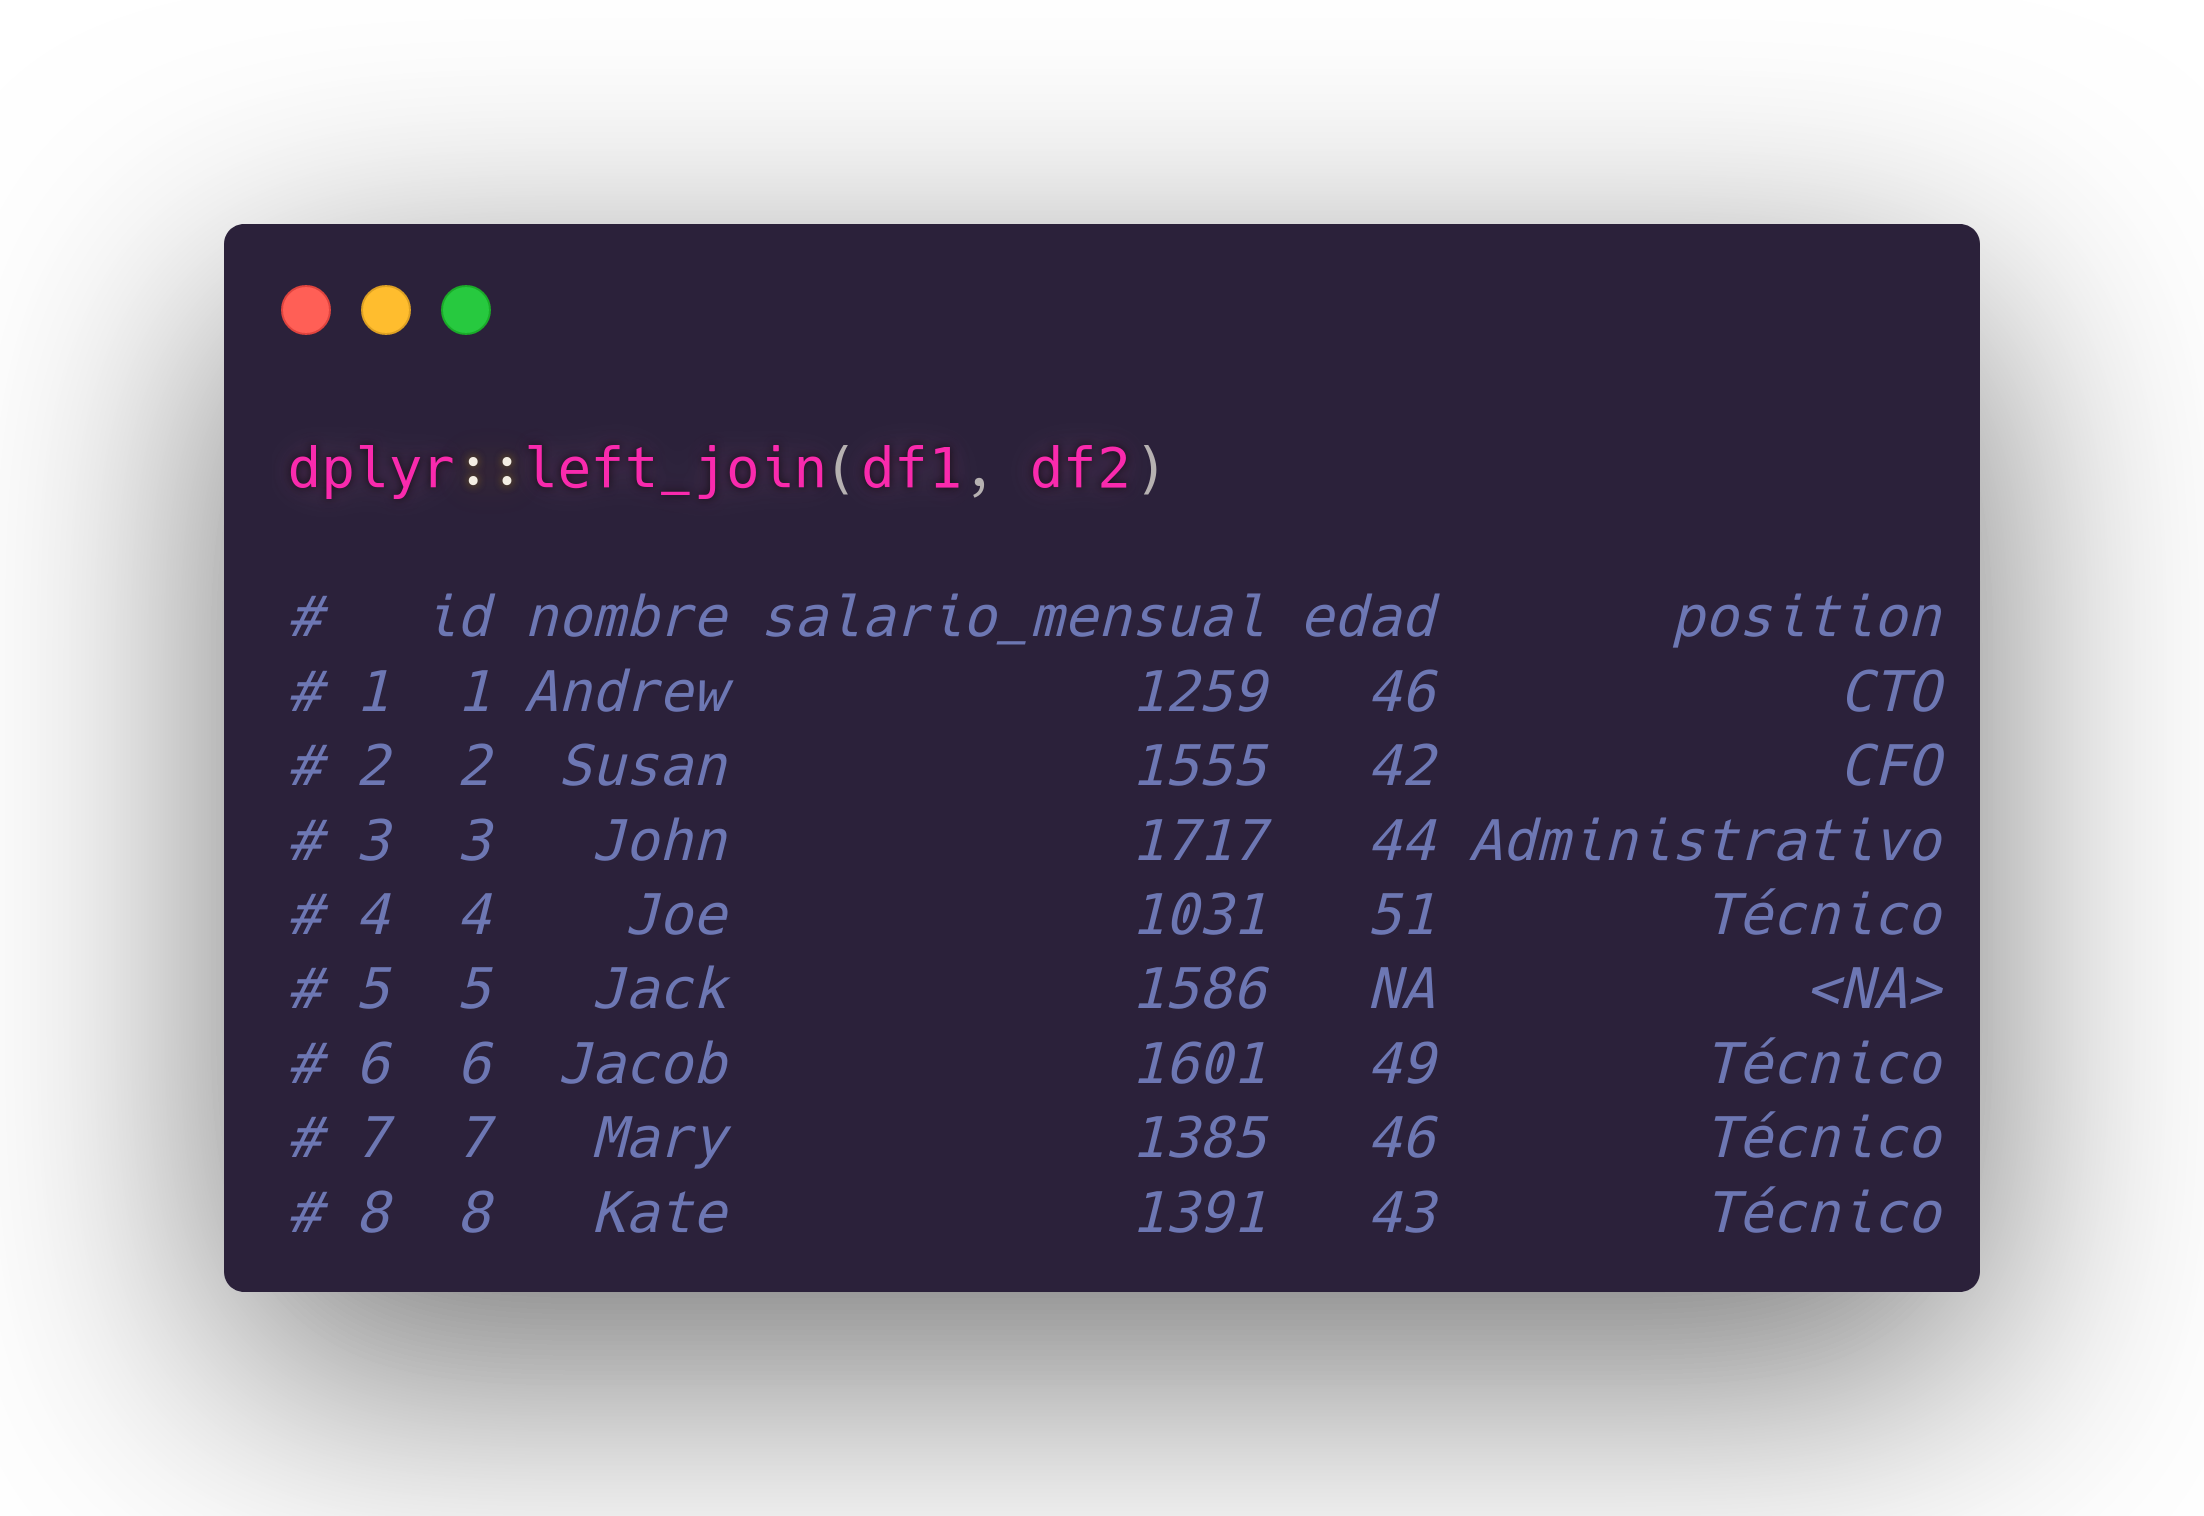 dplyr::left_join(df1, df2)
#   id nombre salario_mensual edad       position
# 1  1 Andrew            1259   46            CTO
# 2  2  Susan            1555   42            CFO
# 3  3   John            1717   44 Administrativo
# 4  4    Joe            1031   51        Técnico
# 5  5   Jack            1586   NA           <NA>
# 6  6  Jacob            1601   49        Técnico
# 7  7   Mary            1385   46        Técnico
# 8  8   Kate            1391   43        Técnico